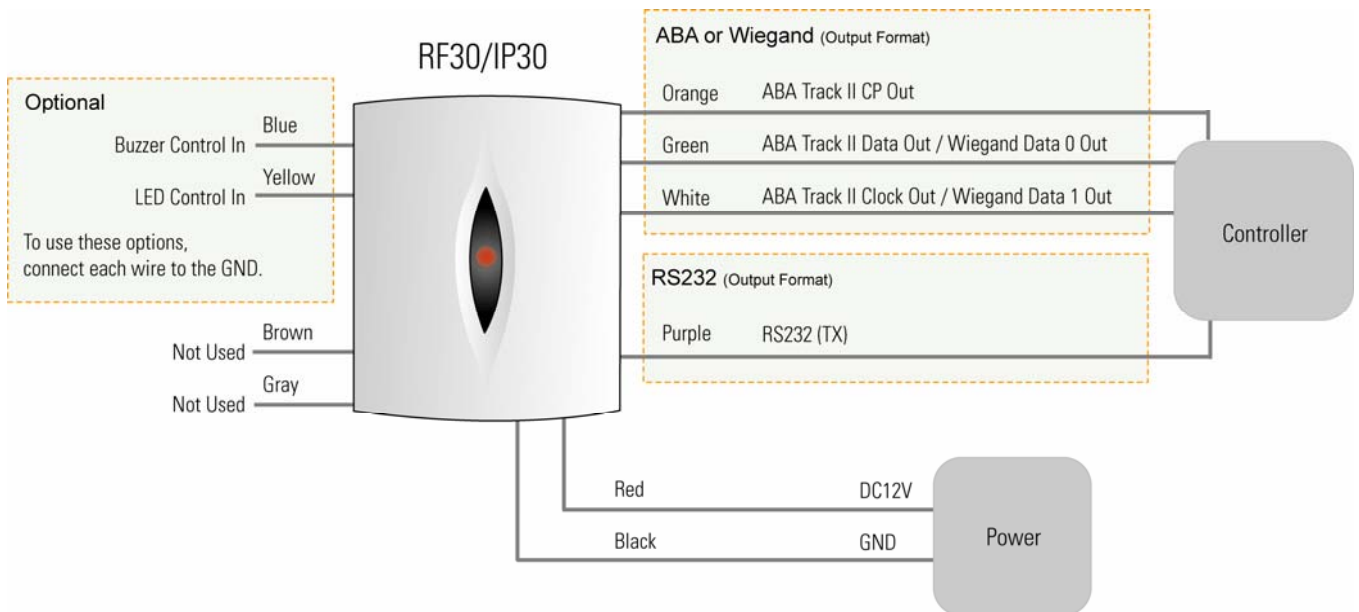 RF30/IP30
Optional
Blue
Buzzer Control In
Yellow
LED Control In
To use these options,
connect each wire to the GND.
Brown
Not Used
Gray
Not Used
ABA or Wiegand (Output Format)
Orange ABA Track II CP Out
Green ABA Track II Data Out / Wiegand Data 0 Out
White ABA Track II Clock Out / Wiegand Data 1 Out
RS232 (Output Format)
Purple RS232 (TX)
Controller
Red DC12V
Black GND
Power